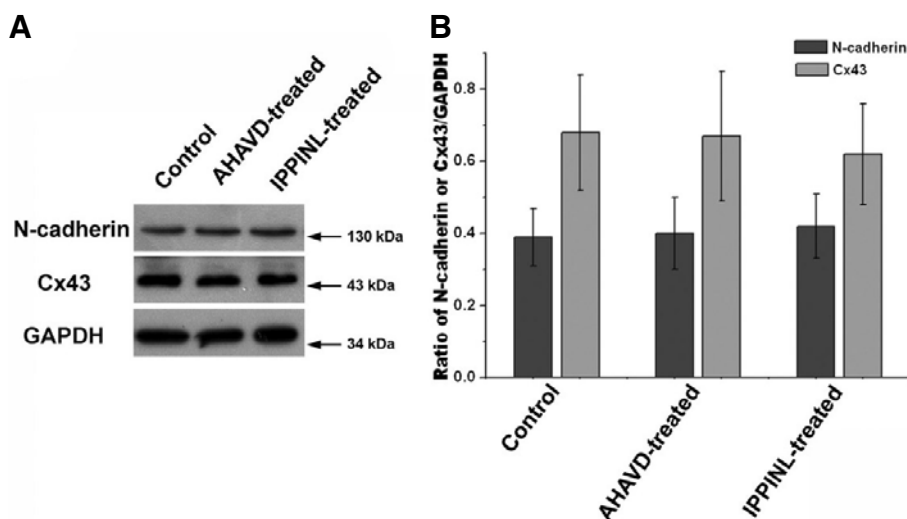 A
Control
AHAVD-treated
IPPINL-treated
N-cadherin
130 kDa
Cx43
43 kDa
GAPDH
34 kDa
B
Ratio of N-cadherin or Cx43/GAPDH
0.8
0.6
0.4
0.2
0.0
N-cadherin
Cx43
Control
AHAVD-treated
IPPINL-treated